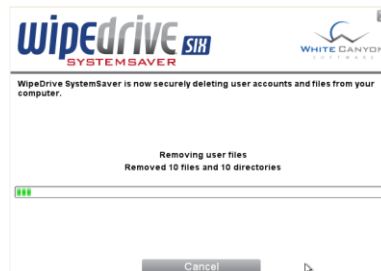 WIPEDRIVE SIX
SYSTEMSAVER
WHITE CANYON
SOFTWARE
WipeDrive SystemSaver is now securely deleting user accounts and files from your
computer.
Removing user files
Removed 10 files and 10 directories
Cancel